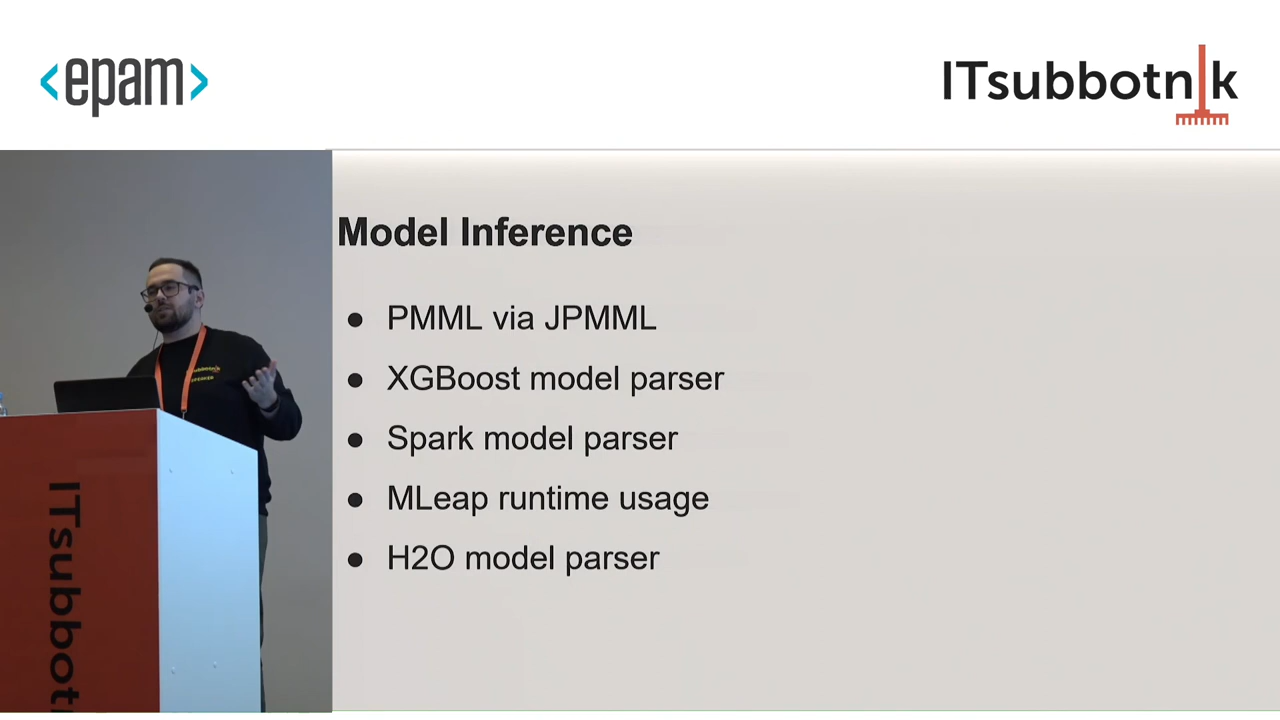 <epam>
ITsubbotnik
Model Inference
● PMML via JPMML
● XGBoost model parser
● Spark model parser
● MLeap runtime usage
● H2O model parser
SPEAKER
ITsubbot